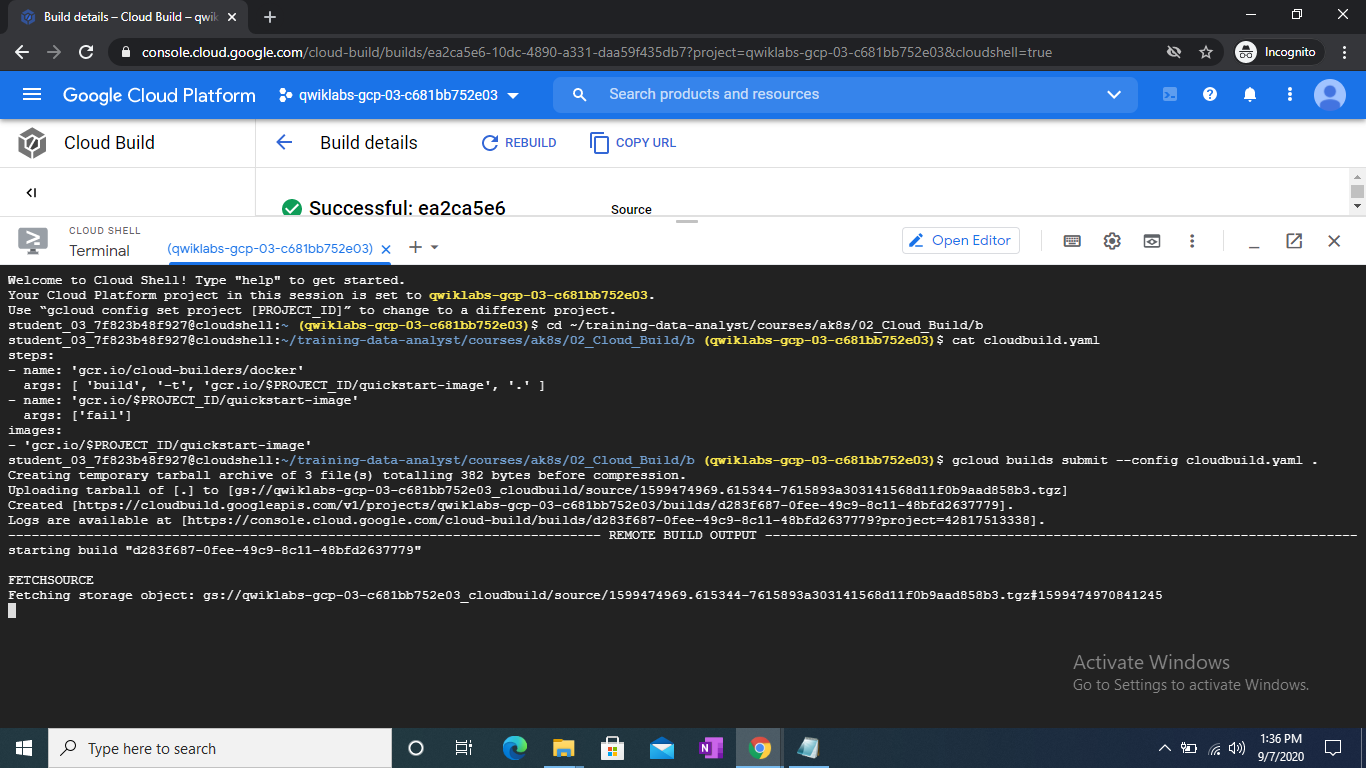 Build details – Cloud Build – qwik
console.cloud.google.com/cloud-build/builds/ea2ca5e6-10dc-4890-a331-daa59f435db7?project=qwiklabs-gcp-03-c681bb752e03&cloudshell=true
Incognito
Google Cloud Platform
qwiklabs-gcp-03-c681bb752e03
Search products and resources
Cloud Build
Build details
REBUILD
COPY URL
Successful: ea2ca5e6
Source
CLOUD SHELL
Terminal
(qwiklabs-gcp-03-c681bb752e03)
Open Editor
Welcome to Cloud Shell! Type "help" to get started.
Your Cloud Platform project in this session is set to qwiklabs-gcp-03-c681bb752e03.
Use “gcloud config set project [PROJECT_ID]” to change to a different project.
student_03_7f823b48f927@cloudshell:~ (qwiklabs-gcp-03-c681bb752e03)$ cd ~/training-data-analyst/courses/ak8s/02_Cloud_Build/b
student_03_7f823b48f927@cloudshell:~/training-data-analyst/courses/ak8s/02_Cloud_Build/b (qwiklabs-gcp-03-c681bb752e03)$ cat cloudbuild.yaml
steps:
- name: 'gcr.io/cloud-builders/docker'
  args: [ 'build', '-t', 'gcr.io/$PROJECT_ID/quickstart-image', '.' ]
- name: 'gcr.io/$PROJECT_ID/quickstart-image'
  args: ['fail']
images:
- 'gcr.io/$PROJECT_ID/quickstart-image'
student_03_7f823b48f927@cloudshell:~/training-data-analyst/courses/ak8s/02_Cloud_Build/b (qwiklabs-gcp-03-c681bb752e03)$ gcloud builds submit --config cloudbuild.yaml .
Creating temporary tarball archive of 3 file(s) totalling 382 bytes before compression.
Uploading tarball of [.] to [gs://qwiklabs-gcp-03-c681bb752e03_cloudbuild/source/1599474969.615344-7615893a303141568d11f0b9aad858b3.tgz]
Created [https://cloudbuild.googleapis.com/v1/projects/qwiklabs-gcp-03-c681bb752e03/builds/d283f687-0fee-49c9-8c11-48bfd2637779].
Logs are available at [https://console.cloud.google.com/cloud-build/builds/d283f687-0fee-49c9-8c11-48bfd2637779?project=42817513338].
---------------------------------------------------------------------------- REMOTE BUILD OUTPUT ----------------------------------------------------------------------------
starting build "d283f687-0fee-49c9-8c11-48bfd2637779"
FETCHSOURCE
Fetching storage object: gs://qwiklabs-gcp-03-c681bb752e03_cloudbuild/source/1599474969.615344-7615893a303141568d11f0b9aad858b3.tgz#1599474970841245
Activate Windows
Go to Settings to activate Windows.
Type here to search
1:36 PM
9/7/2020